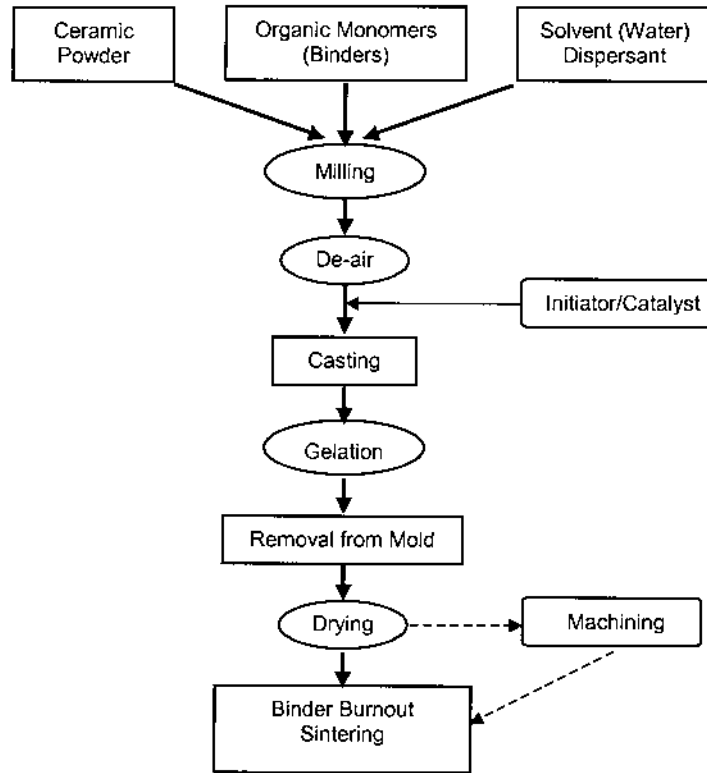 Ceramic
Powder
Organic Monomers
(Binders)
Solvent (Water)
Dispersant
Milling
De-air
Initiator/Catalyst
Casting
Gelation
Removal from Mold
Drying
Machining
Binder Burnout
Sintering